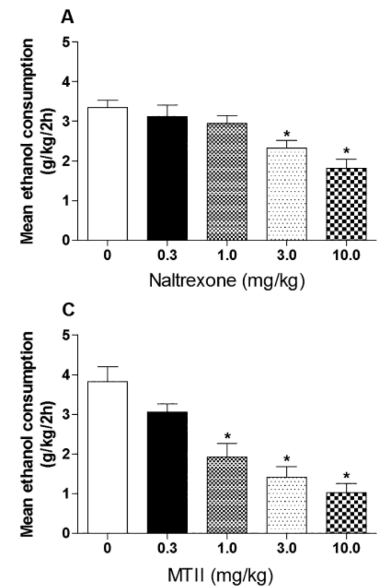 A
Mean ethanol consumption
(g/kg/2h)
5
4
3
2
1
0
* *
0 0.3 1.0 3.0 10.0
Naltrexone (mg/kg)
C
Mean ethanol consumption
(g/kg/2h)
5
4
3
2
1
0
* * *
0 0.3 1.0 3.0 10.0
MTII (mg/kg)